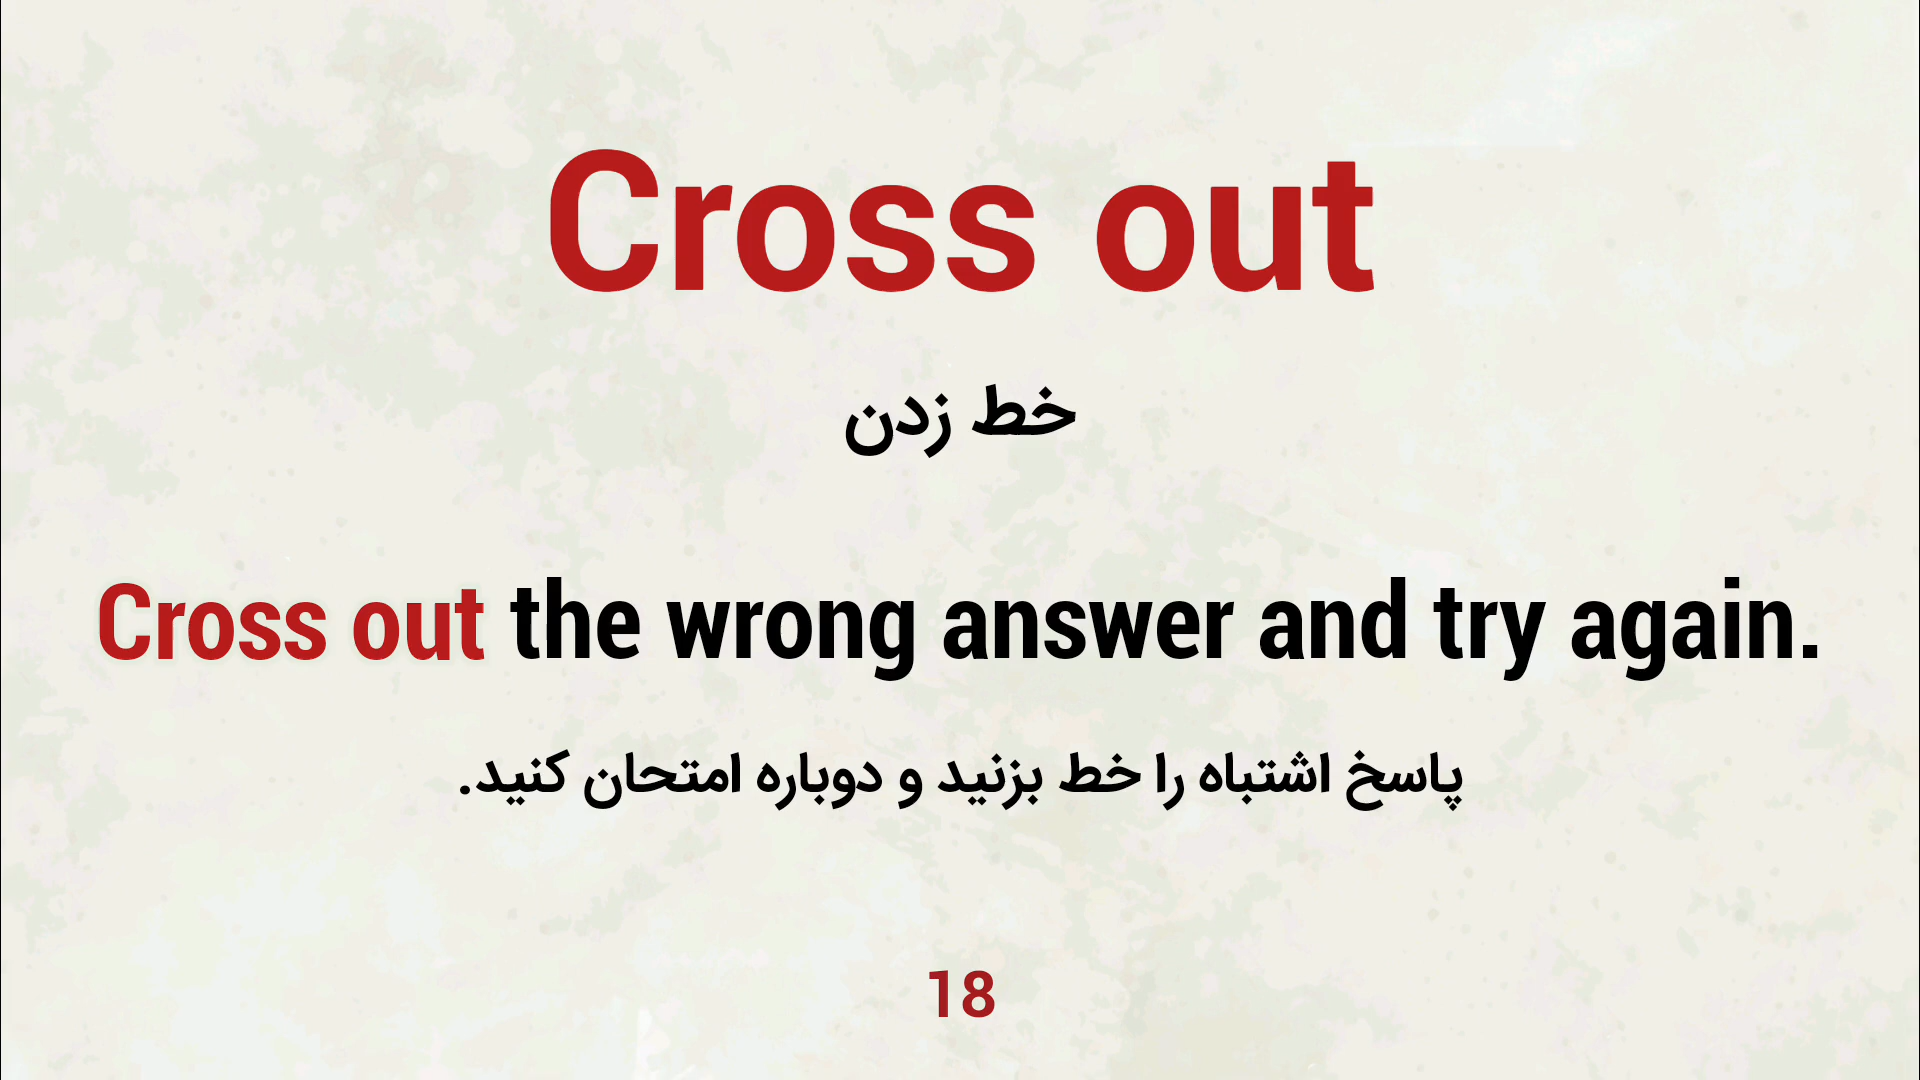 Cross out
خط زدن
Cross out the wrong answer and try again.
پاسخ اشتباه را خط بزنید و دوباره امتحان کنید.
18